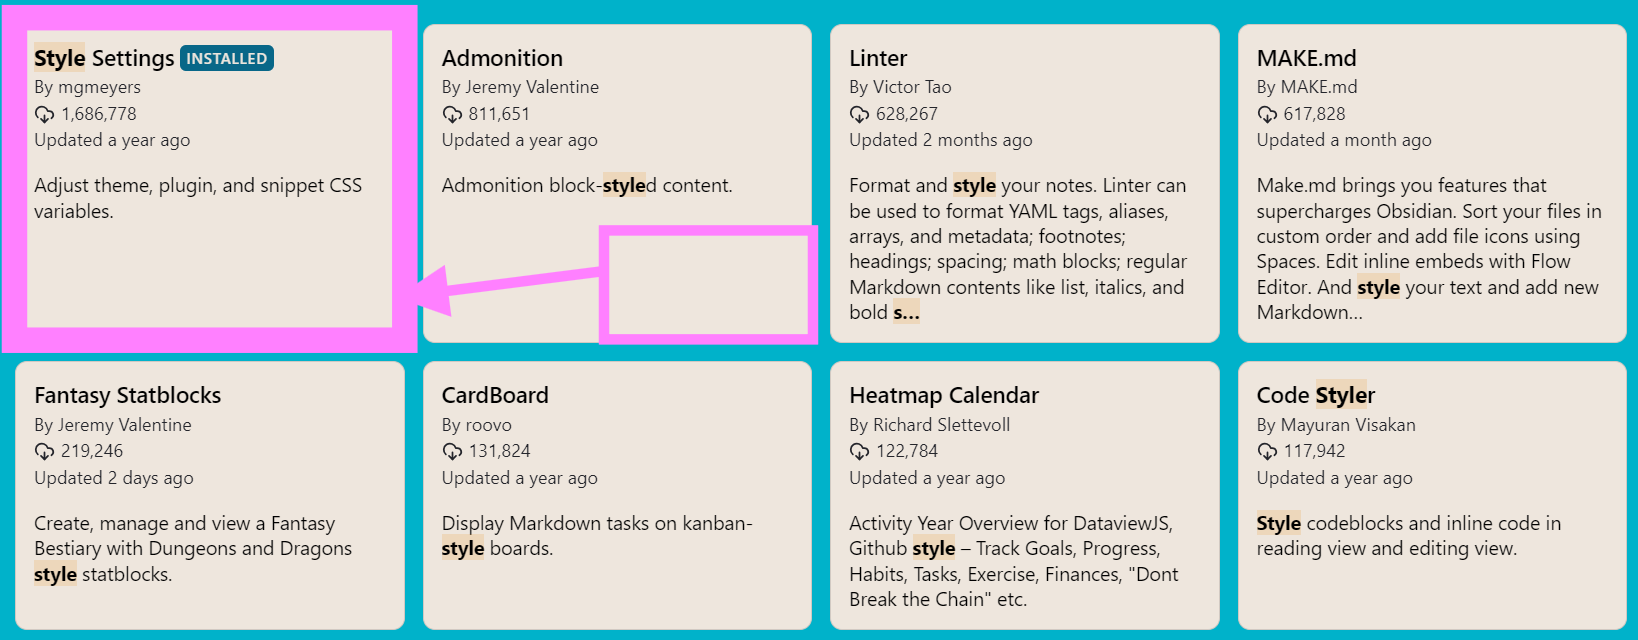 Style Settings INSTALLED
By mgmeyers
1,686,778
Updated a year ago
Adjust theme, plugin, and snippet CSS
variables.
Admonition
By Jeremy Valentine
811,651
Updated a year ago
Admonition block-styled content.
Linter
By Victor Tao
628,267
Updated 2 months ago
Format and style your notes. Linter can
be used to format YAML tags, aliases,
arrays, and metadata; footnotes;
headings; spacing; math blocks; regular
Markdown contents like list, italics, and
bold s...
MAKE.md
By MAKE.md
617,828
Updated a month ago
Make.md brings you features that
supercharges Obsidian. Sort your files in
custom order and add file icons using
Spaces. Edit inline embeds with Flow
Editor. And style your text and add new
Markdown...
Fantasy Statblocks
By Jeremy Valentine
219,246
Updated 2 days ago
Create, manage and view a Fantasy
Bestiary with Dungeons and Dragons
style statblocks.
CardBoard
By roovo
131,824
Updated a year ago
Display Markdown tasks on kanban-
style boards.
Heatmap Calendar
By Richard Slettevoll
122,784
Updated a year ago
Activity Year Overview for DataviewJS,
Github style – Track Goals, Progress,
Habits, Tasks, Exercise, Finances, "Dont
Break the Chain" etc.
Code Styler
By Mayuran Visakan
117,942
Updated a year ago
Style codeblocks and inline code in
reading view and editing view.